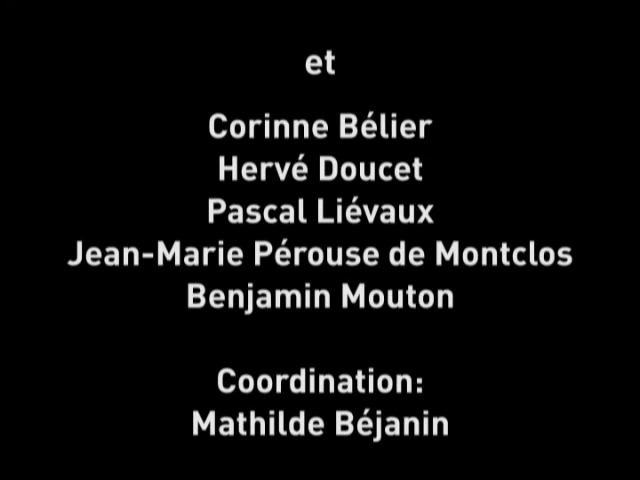 et
Corinne Bélier
Hervé Doucet
Pascal Liévaux
Jean-Marie Pérouse de Montclos
Benjamin Mouton
Coordination:
Mathilde Béjanin